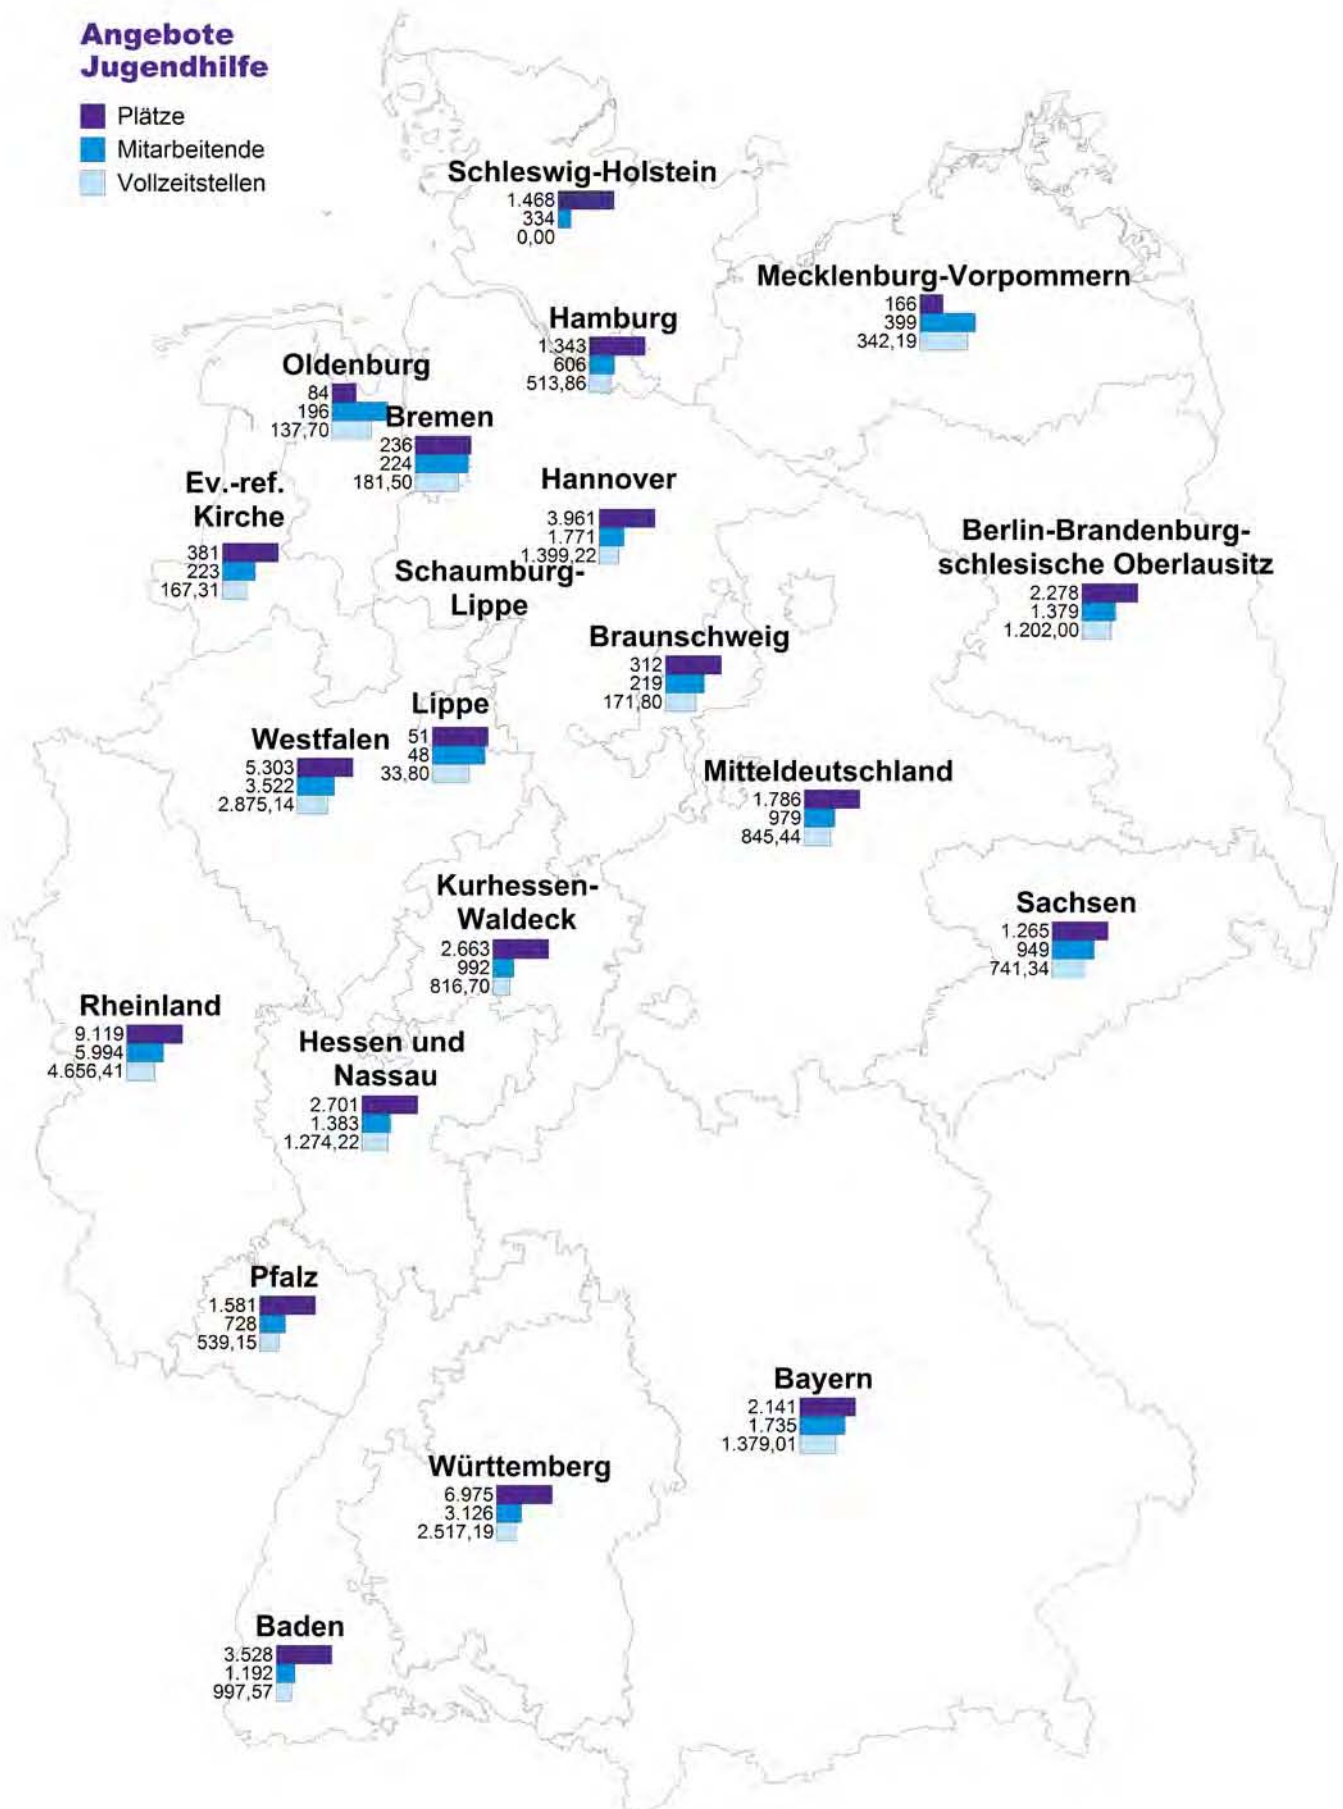 Angebote
Jugendhilfe
Plätze
Mitarbeitende
Vollzeitstellen
Schleswig-Holstein
1.468
334
0,00
Mecklenburg-Vorpommern
166
399
342,19
Hamburg
1.343
606
513,86
Oldenburg
84
196
137,70
Bremen
236
224
181,50
Ev.-ref.
Kirche
381
223
167,31
Hannover
3.961
1.771
1.399,22
Schaumburg-
Lippe
Berlin-Brandenburg-
schlesische Oberlausitz
2.278
1.379
1.202,00
Braunschweig
312
219
171,80
Lippe
51
48
33,80
Westfalen
5.303
3.522
2.875,14
Mitteldeutschland
1.786
979
845,44
Kurhessen-
Waldeck
2.663
992
816,70
Sachsen
1.265
949
741,34
Rheinland
9.119
5.994
4.656,41
Hessen und
Nassau
2.701
1.383
1.274,22
Pfalz
1.581
728
539,15
Bayern
2.141
1.735
1.379,01
Württemberg
6.975
3.126
2.517,19
Baden
3.528
1.192
997,57